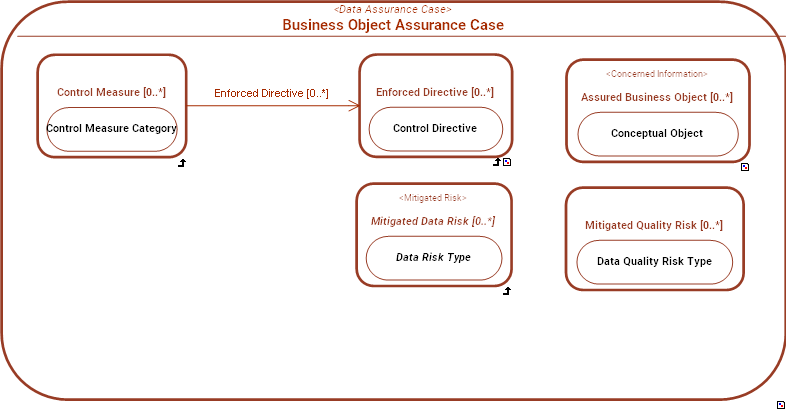 <Data Assurance Case>
Business Object Assurance Case
Control Measure [0..*]
Control Measure Category
Enforced Directive [0..*]
Enforced Directive [0..*]
Control Directive
<Concerned Information>
Assured Business Object [0..*]
Conceptual Object
<Mitigated Risk>
Mitigated Data Risk [0..*]
Data Risk Type
Mitigated Quality Risk [0..*]
Data Quality Risk Type